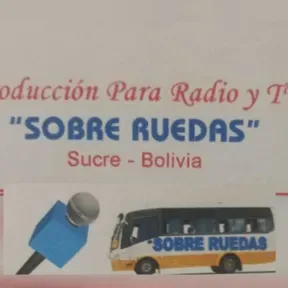 oducción Para Radio y T
"SOBRE RUEDAS"
Sucre - Bolivia
"SOBRE RUEDAS